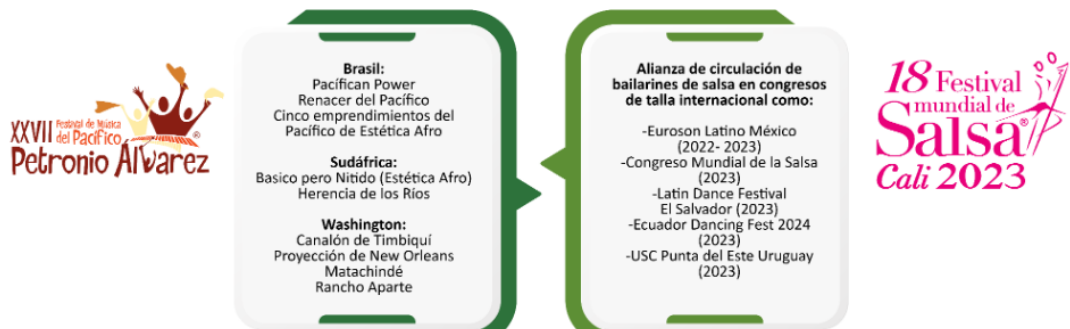 XXVII Festival de Música
del Pacífico
Petronio Álvarez
Brasil:
Pacífican Power
Renacer del Pacífico
Cinco emprendimientos del
Pacífico de Estética Afro
Sudáfrica:
Basico pero Nitido (Estética Afro)
Herencia de los Ríos
Washington:
Canalón de Timbiquí
Proyección de New Orleans
Matachindé
Rancho Aparte
Alianza de circulación de
bailarines de salsa en congresos
de talla internacional como:
-Euroson Latino México
(2022- 2023)
-Congreso Mundial de la Salsa
(2023)
-Latin Dance Festival
El Salvador (2023)
-Ecuador Dancing Fest 2024
(2023)
-USC Punta del Este Uruguay
(2023)
18 Festival
mundial de
Salsa®
Cali 2023